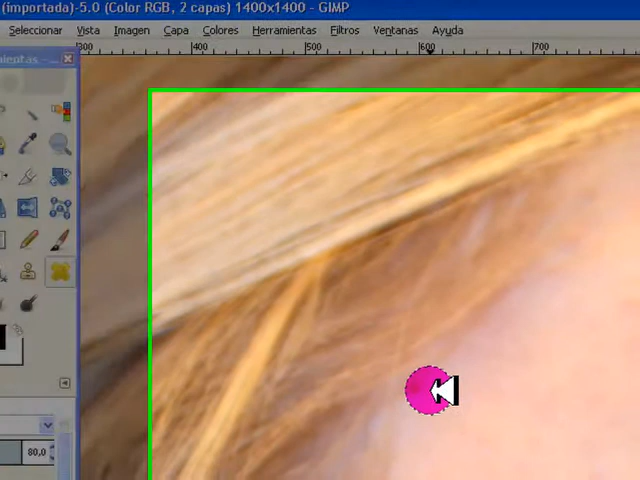 (importada)-5.0 (Color RGB, 2 capas) 1400x1400 - GIMP
Seleccionar Vista Imagen Capa Colores Herramientas Filtros Ventanas Ayuda
300 400 500 600 700
mientas
80,0